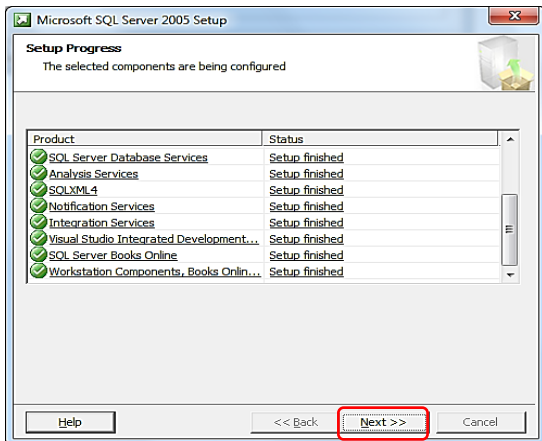 Microsoft SQL Server 2005 Setup
Setup Progress
The selected components are being configured
Product Status
SQL Server Database Services Setup finished
Analysis Services Setup finished
SQLXML4 Setup finished
Notification Services Setup finished
Integration Services Setup finished
Visual Studio Integrated Development... Setup finished
SQL Server Books Online Setup finished
Workstation Components, Books Onlin... Setup finished
Help << Back Next >> Cancel